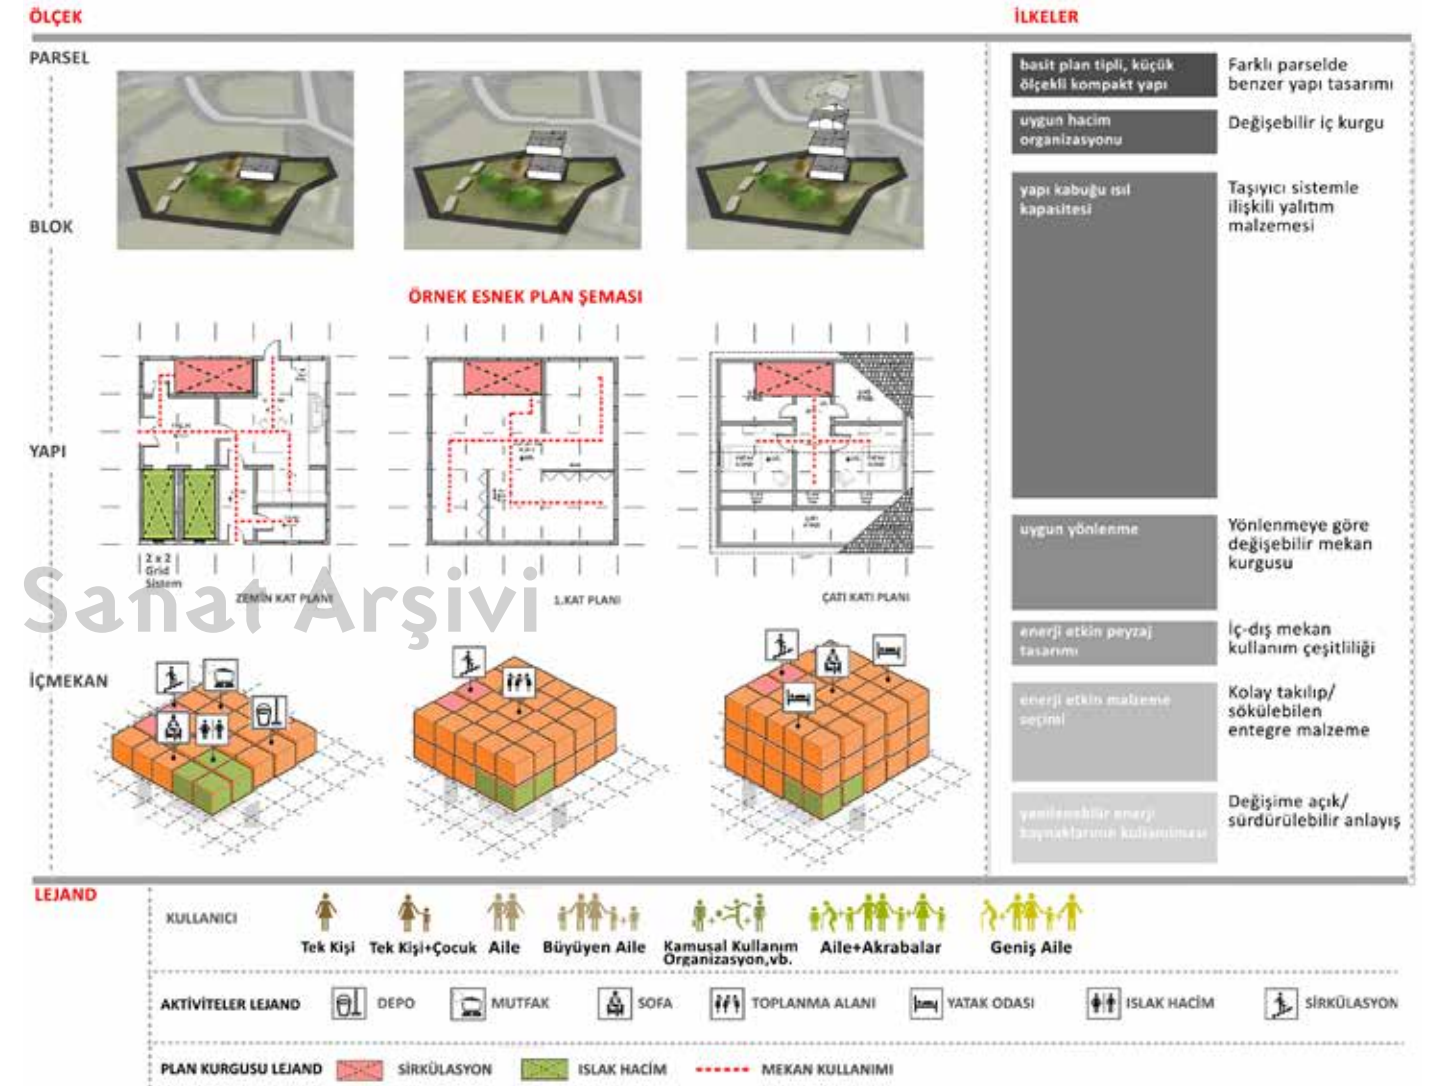 ÖLÇEK
İLKELER
PARSEL
BLOK
YAPI
İÇMEKAN
basit plan tipli, küçük
ölçekli kompakt yapı
Farklı parselde
benzer yapı tasarımı
uygun hacim
organizasyonu
Değişebilir iç kurgu
yapı kabuğu ısıl
kapasitesi
Taşıyıcı sistemle
ilişkili yalıtım
malzemesi
ÖRNEK ESNEK PLAN ŞEMASI
2 x 2
Grid
Sistem
ZEMİN KAT PLANI
1.KAT PLANI
ÇATI KATI PLANI
Sanat Arşivi
uygun yönlenme
Yönlenmeye göre
değişebilir mekan
kurgusu
enerji etkin peyzaj
tasarımı
İç-dış mekan
kullanım çeşitliliği
enerji etkin malzeme
seçimi
Kolay takılıp/
sökülebilen
entegre malzeme
yenilenebilir enerji
kaynaklarının kullanılması
Değişime açık/
sürdürülebilir anlayış
LEJAND
KULLANICI
Tek Kişi
Tek Kişi+Çocuk
Aile
Büyüyen Aile
Kamusal Kullanım
Organizasyon,vb.
Aile+Akrabalar
Geniş Aile
AKTİVİTELER LEJAND
DEPO
MUTFAK
SOFA
TOPLANMA ALANI
YATAK ODASI
ISLAK HACİM
SİRKÜLASYON
PLAN KURGUSU LEJAND
SİRKÜLASYON
ISLAK HACİM
MEKAN KULLANIMI